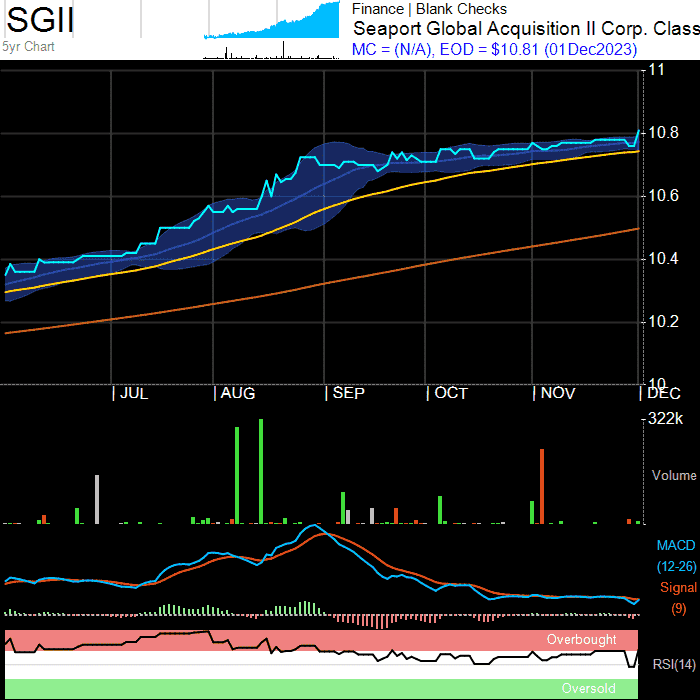 SGII
5yr Chart
Finance | Blank Checks
Seaport Global Acquisition II Corp. Class
MC = (N/A), EOD = $10.81 (01Dec2023)
11
10.8
10.6
10.4
10.2
10
JUL AUG SEP OCT NOV DEC
322k
Volume
MACD
(12-26)
Signal
(9)
Overbought
RSI(14)
Oversold